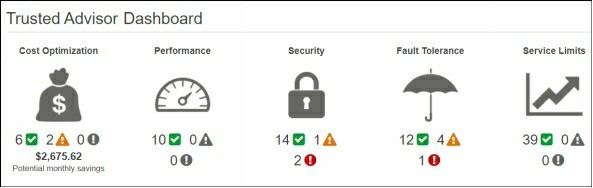 Trusted Advisor Dashboard
Cost Optimization Performance Security Fault Tolerance Service Limits
$
6 2 0 10 0 14 1 12 4 39 0
$2,675.62 0 2 1 0
Potential monthly savings